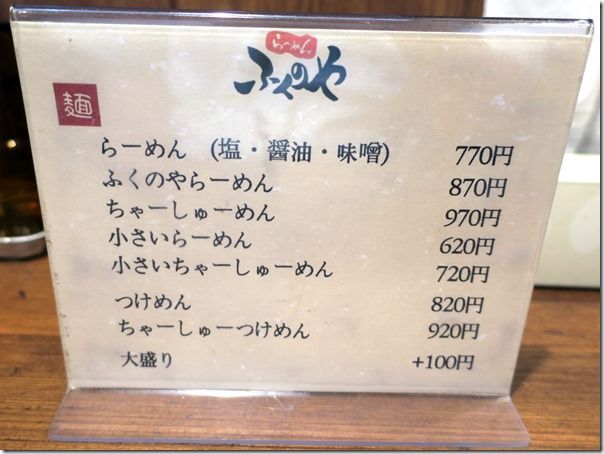 らーめん
ふくのや
麺
らーめん (塩・醤油・味噌) 770円
ふくのやらーめん 870円
ちゃーしゅーめん 970円
小さいらーめん 620円
小さいちゃーしゅーめん 720円
つけめん 820円
ちゃーしゅーつけめん 920円
大盛り +100円